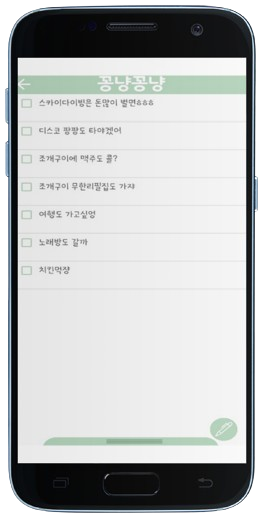 꽁냥꽁냥
스카이다이빙은 돈많이 벌면ㅎㅎㅎ
디스코 팡팡도 타야겠어
조개구이에 맥주도 콜?
조개구이 무한리필집도 가쟈
여행도 가고싶엉
노래방도 갈까
치킨먹쟝